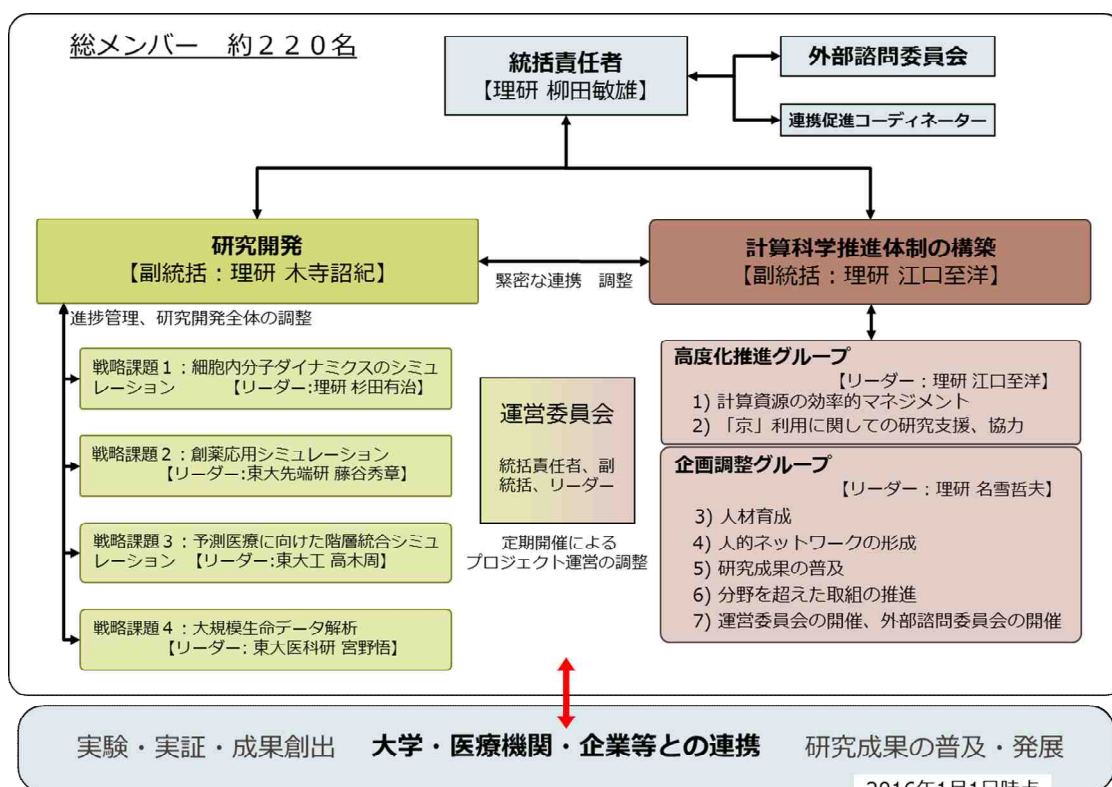 総メンバー　約２２０名
統括責任者
【理研 柳田敏雄】
外部諮問委員会
連携促進コーディネーター
研究開発
【副統括：理研 木寺詔紀】
緊密な連携　調整
計算科学推進体制の構築
【副統括：理研 江口至洋】
進捗管理、研究開発全体の調整
戦略課題１：細胞内分子ダイナミクスのシミュ
レーション　　　【リーダー:理研 杉田有治】
戦略課題２：創薬応用シミュレーション
【リーダー:東大先端研 藤谷秀章】
戦略課題３：予測医療に向けた階層統合シミュ
レーション　【リーダー:東大工 高木周】
戦略課題４：大規模生命データ解析
【リーダー: 東大医科研 宮野悟】
運営委員会
統括責任者、副
統括、リーダー
定期開催による
プロジェクト運営の調整
高度化推進グループ
【リーダー：理研 江口至洋】
1) 計算資源の効率的マネジメント
2) 「京」利用に関しての研究支援、協力
企画調整グループ
【リーダー：理研 名雪哲夫】
3) 人材育成
4) 人的ネットワークの形成
5) 研究成果の普及
6) 分野を超えた取組の推進
7) 運営委員会の開催、外部諮問委員会の開催
実験・実証・成果創出　大学・医療機関・企業等との連携　研究成果の普及・発展
2016年1月1日時点